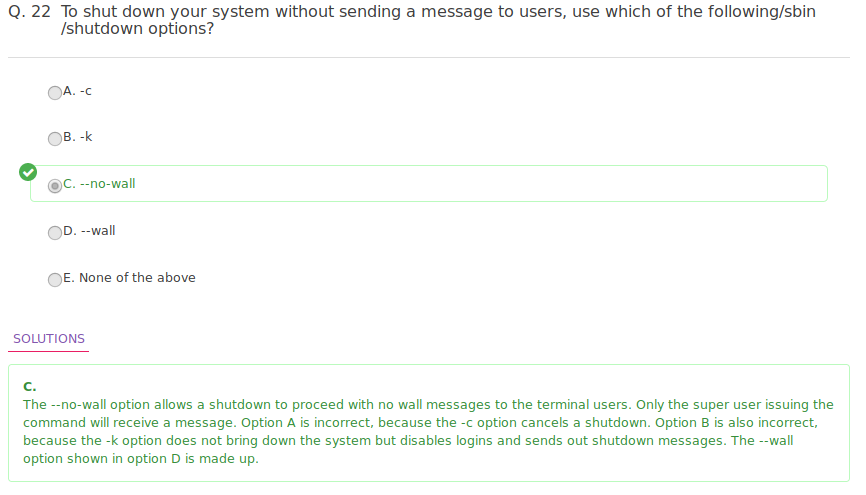 Q. 22 To shut down your system without sending a message to users, use which of the following/sbin
/shutdown options?
A. -c
B. -k
C. --no-wall
D. --wall
E. None of the above
SOLUTIONS
C.
The --no-wall option allows a shutdown to proceed with no wall messages to the terminal users. Only the super user issuing the
command will receive a message. Option A is incorrect, because the -c option cancels a shutdown. Option B is also incorrect,
because the -k option does not bring down the system but disables logins and sends out shutdown messages. The --wall
option shown in option D is made up.